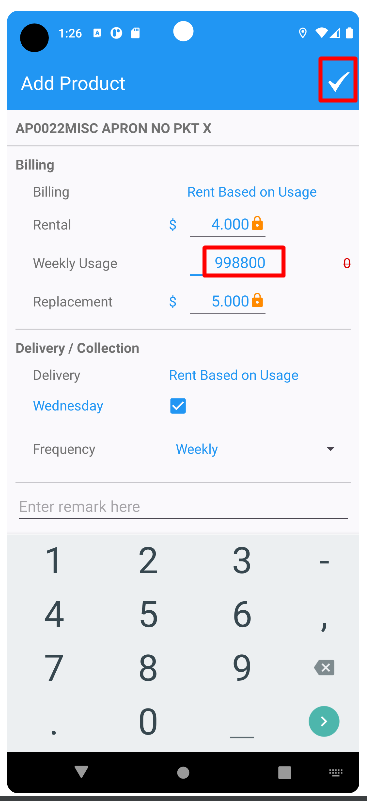 1:26
Add Product
AP0022MISC APRON NO PKT X
Billing
Billing Rent Based on Usage
Rental $ 4.000
Weekly Usage 998800 0
Replacement $ 5.000
Delivery / Collection
Delivery Rent Based on Usage
Wednesday
Frequency Weekly
Enter remark here
1 2 3 -
4 5 6 ,
7 8 9
. 0 _